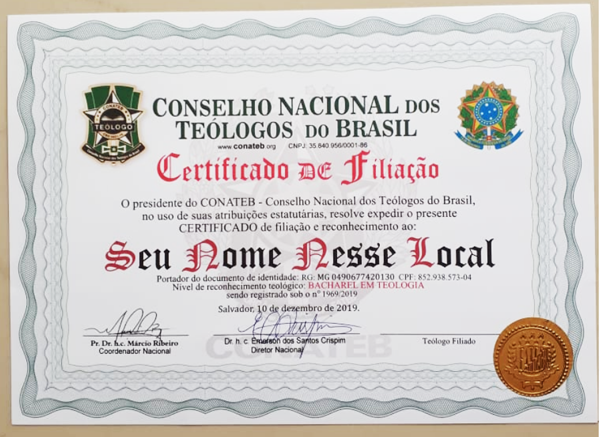 CONSELHO NACIONAL DOS
TEÓLOGOS DO BRASIL
TEÓLOGO
www.conateb.org CNPJ: 35.840.956/0001-86
Certificado DE Filiação
O presidente do CONATEB - Conselho Nacional dos Teólogos do Brasil,
no uso de suas atribuições estatutárias, resolve expedir o presente
CERTIFICADO de filiação e reconhecimento ao:
Seu Nome Nesse Local
Portador do documento de identidade: RG: MG 0490677420130 CPF: 852.938.573-04
Nível de reconhecimento teológico: BACHAREL EM TEOLOGIA
sendo registrado sob o nº 1969/2019
Salvador, 10 de dezembro de 2019.
Pr. Dr. h.c. Márcio Ribeiro
Coordenador Nacional
Dr. h. c. Emerson dos Santos Crispim
Diretor Nacional
Teólogo Filiado
CONATEB